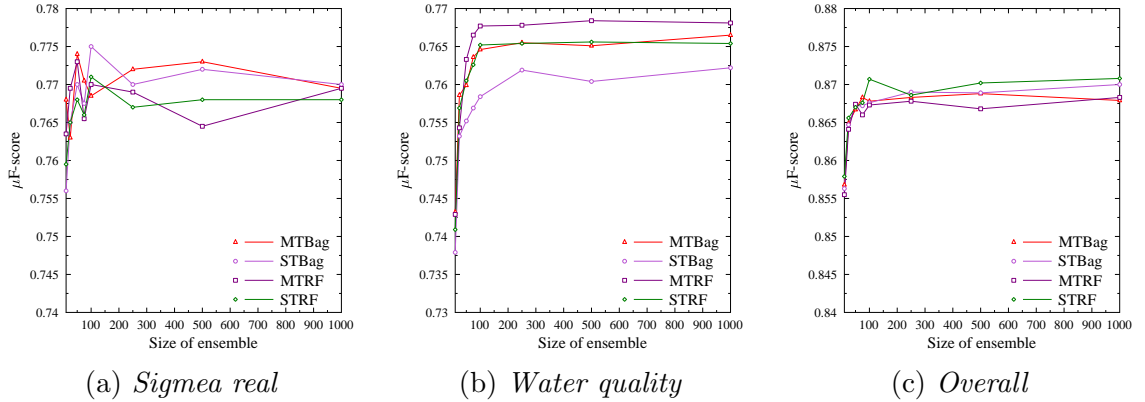 0.78
0.775
0.77
0.765
0.76
0.755
0.75
0.745
0.74
μF-score
100 200 300 400 500 600 700 800 900 1000
Size of ensemble
MTBag
STBag
MTRF
STRF
(a) Sigmea real
0.77
0.765
0.76
0.755
0.75
0.745
0.74
0.735
0.73
μF-score
100 200 300 400 500 600 700 800 900 1000
Size of ensemble
MTBag
STBag
MTRF
STRF
(b) Water quality
0.88
0.875
0.87
0.865
0.86
0.855
0.85
0.845
0.84
μF-score
100 200 300 400 500 600 700 800 900 1000
Size of ensemble
MTBag
STBag
MTRF
STRF
(c) Overall